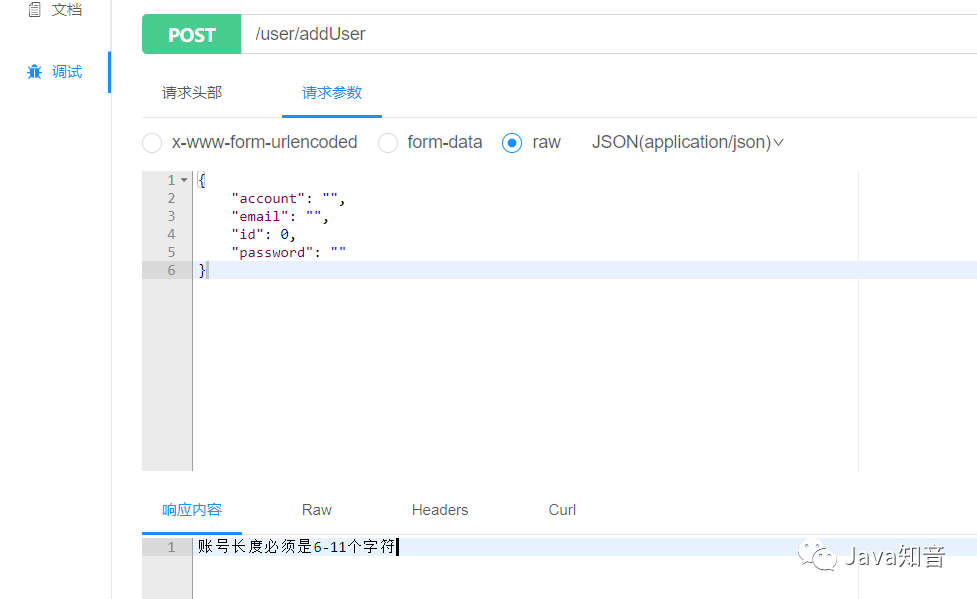 文档
POST /user/addUser
调试
请求头部 请求参数
x-www-form-urlencoded form-data raw JSON(application/json)
1 {
2 "account": "",
3 "email": "",
4 "id": 0,
5 "password": ""
6 }
响应内容 Raw Headers Curl
1 账号长度必须是6-11个字符
Java知音